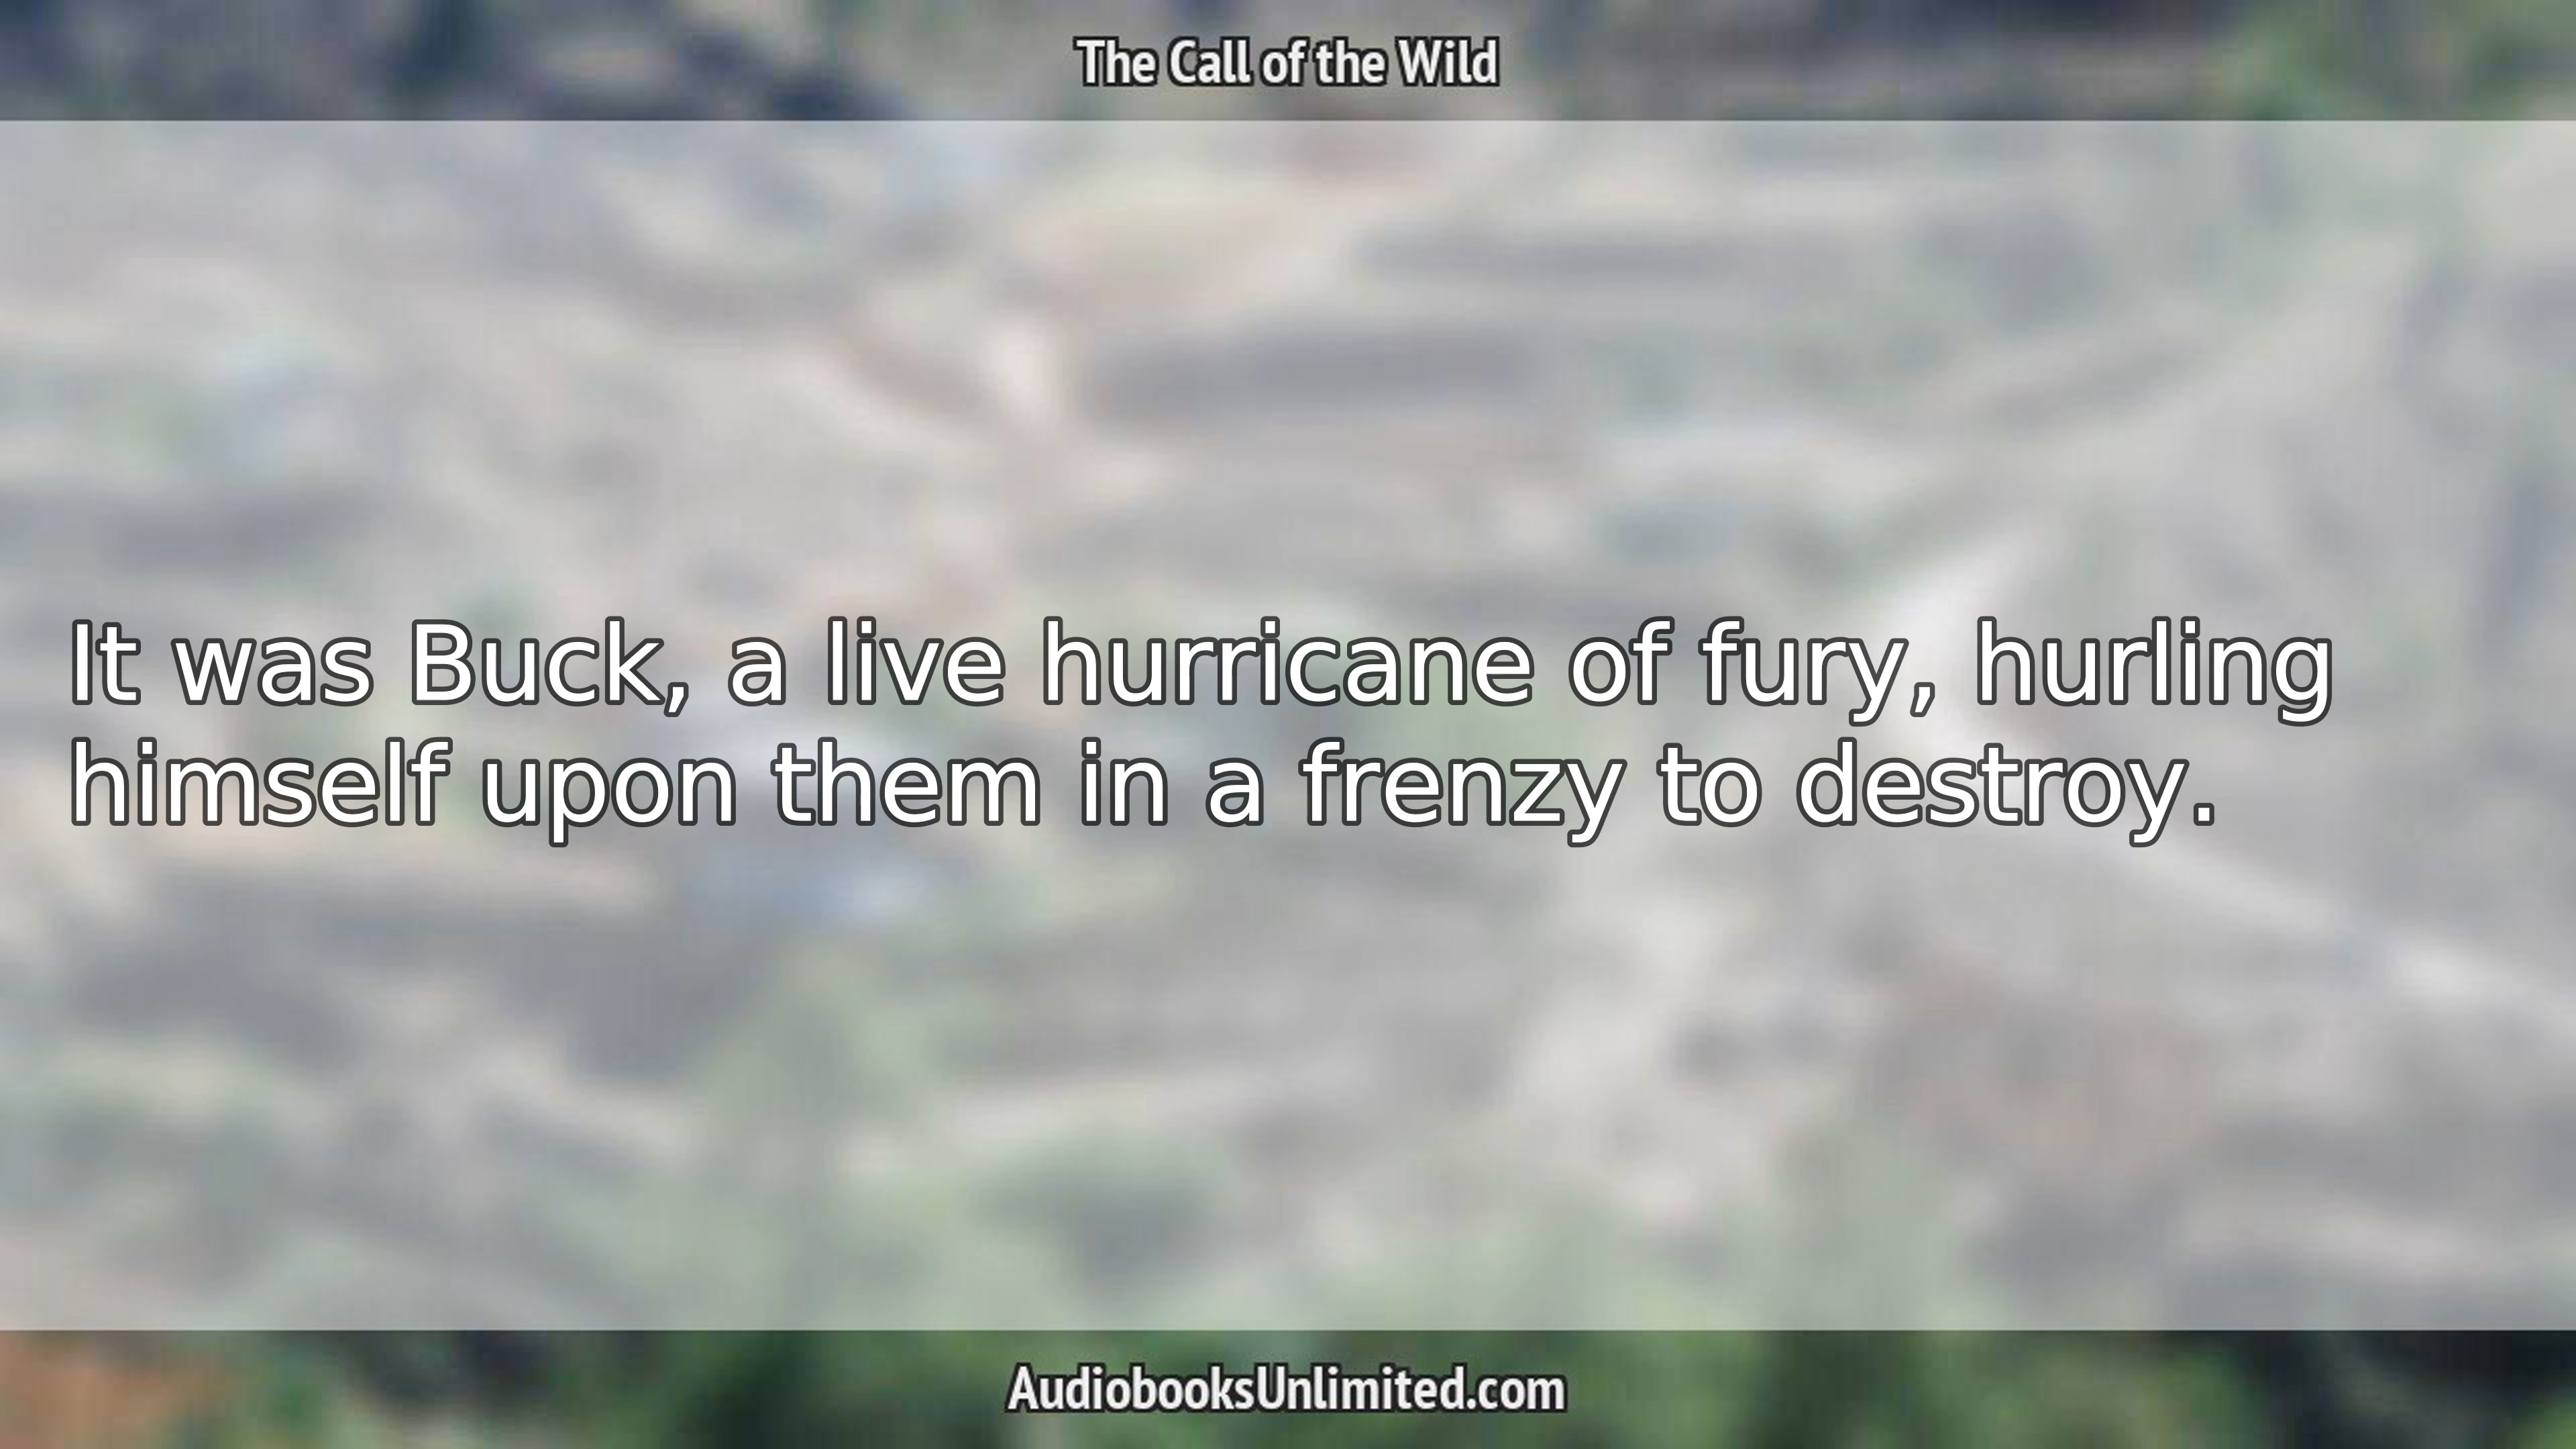 The Call of the Wild
It was Buck, a live hurricane of fury, hurling
himself upon them in a frenzy to destroy.
AudiobooksUnlimited.com